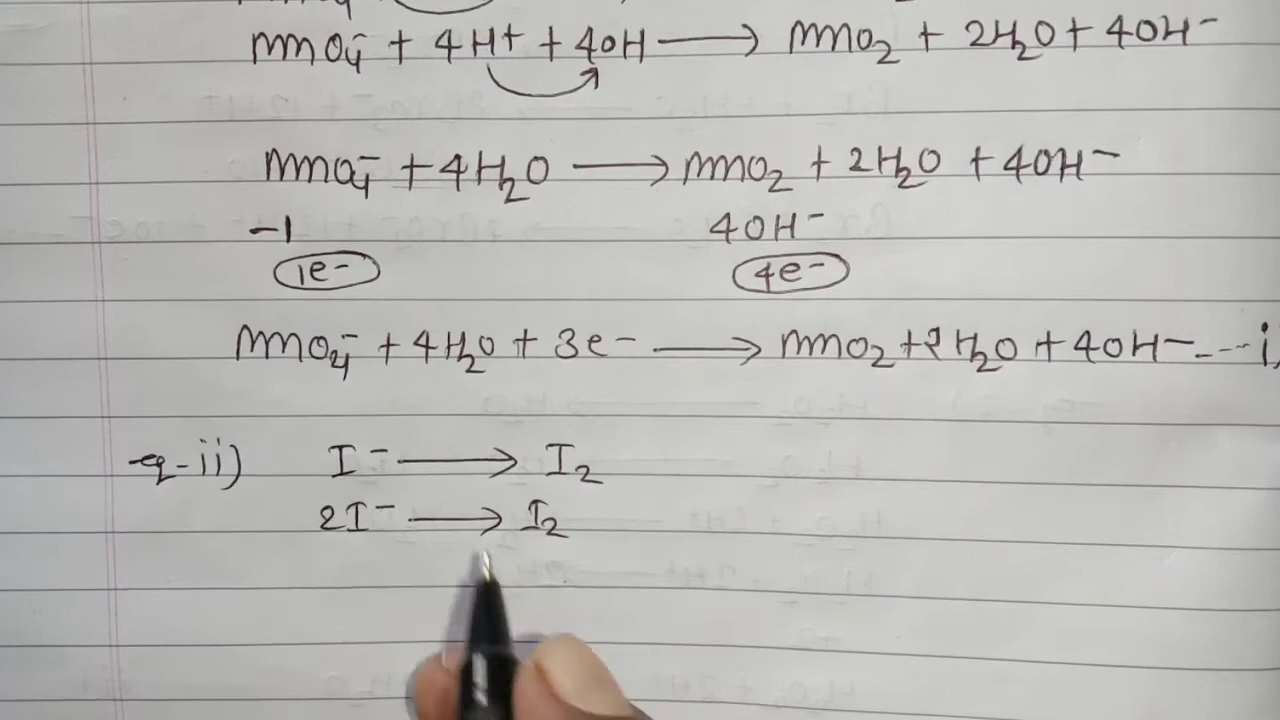 MnO₄⁻ + 4H⁺ + 4OH ⟶ MnO₂ + 2H₂O + 4OH⁻
MnO₄⁻ + 4H₂O ⟶ MnO₂ + 2H₂O + 4OH⁻
-1 4OH⁻
1e⁻ 4e⁻
MnO₄⁻ + 4H₂O + 3e⁻ ⟶ MnO₂ + 2H₂O + 4OH⁻ ---- i,
eq-ii) I⁻ ⟶ I₂
2I⁻ ⟶ I₂